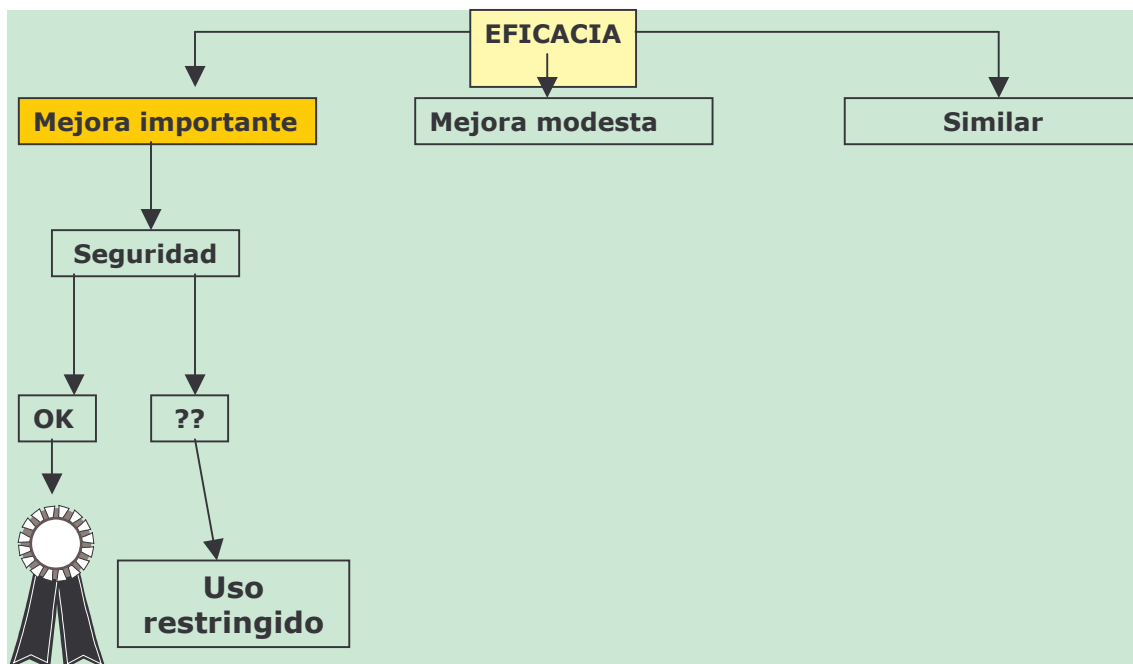 EFICACIA
Mejora importante
Mejora modesta
Similar
Seguridad
OK
??
Uso
restringido